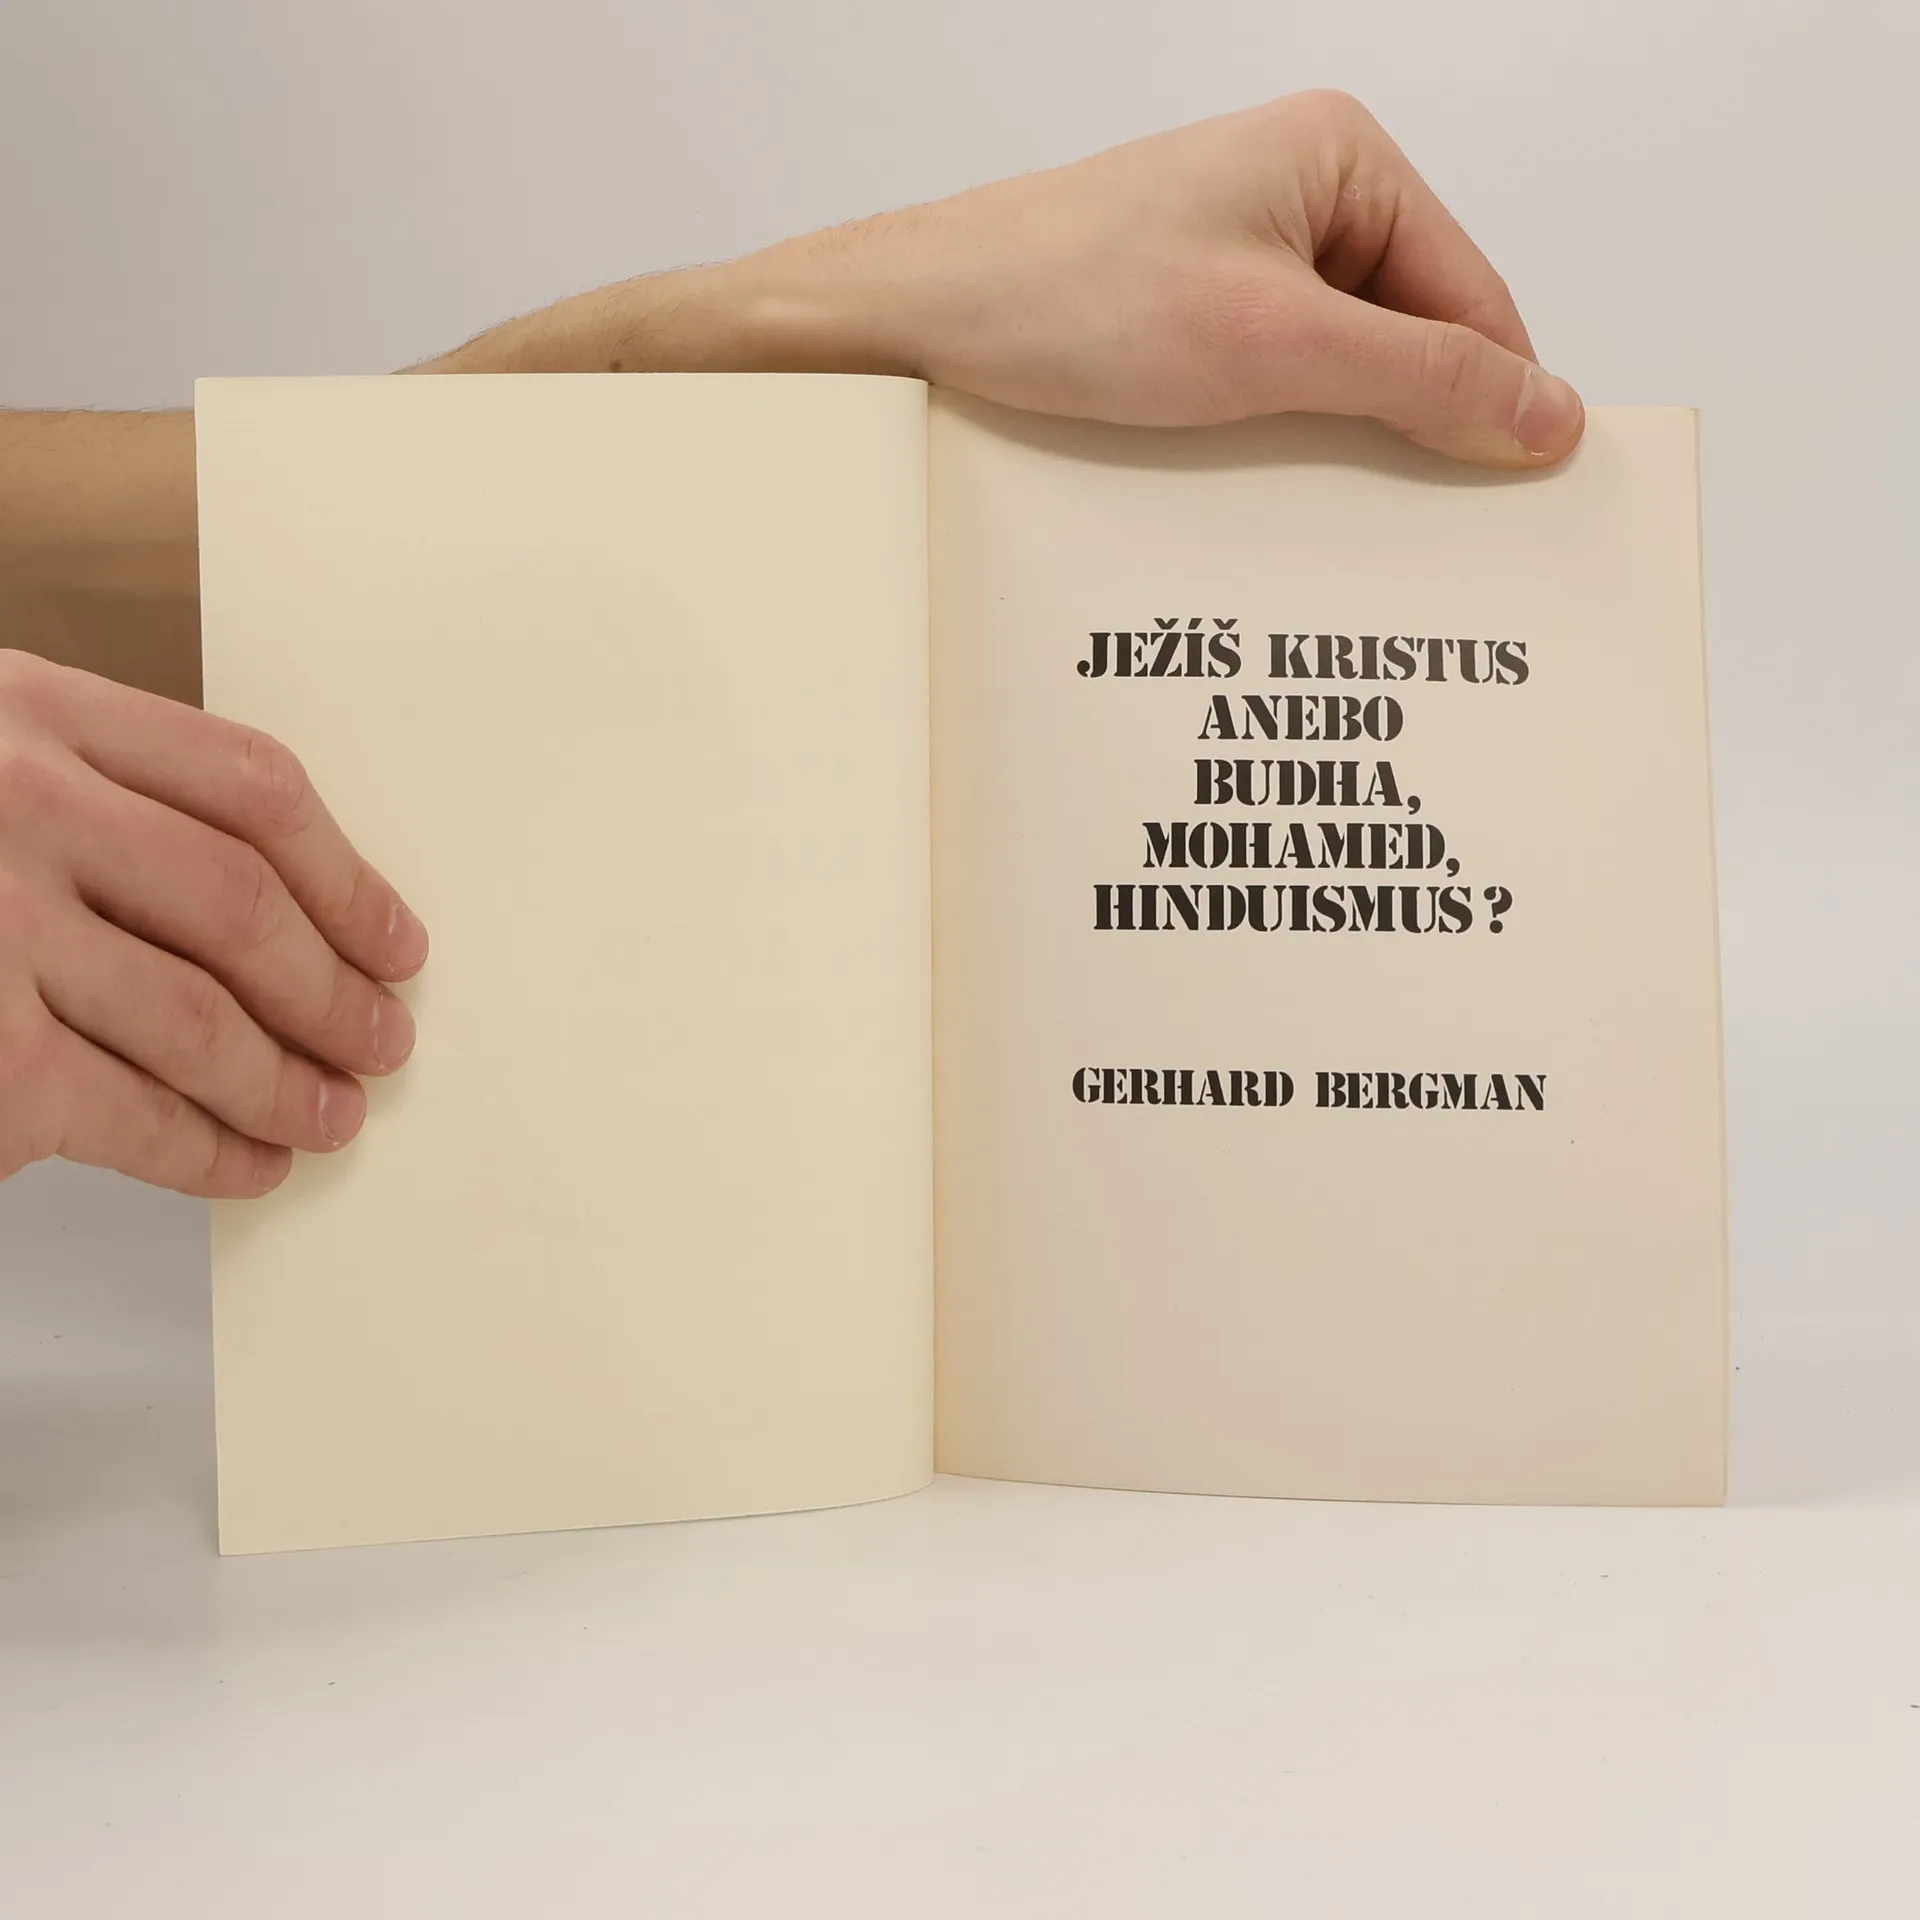 JEŽÍŠ KRISTUS
ANEBO
BUDHA,
MOHAMED,
HINDUISMUS?
GERHARD BERGMAN